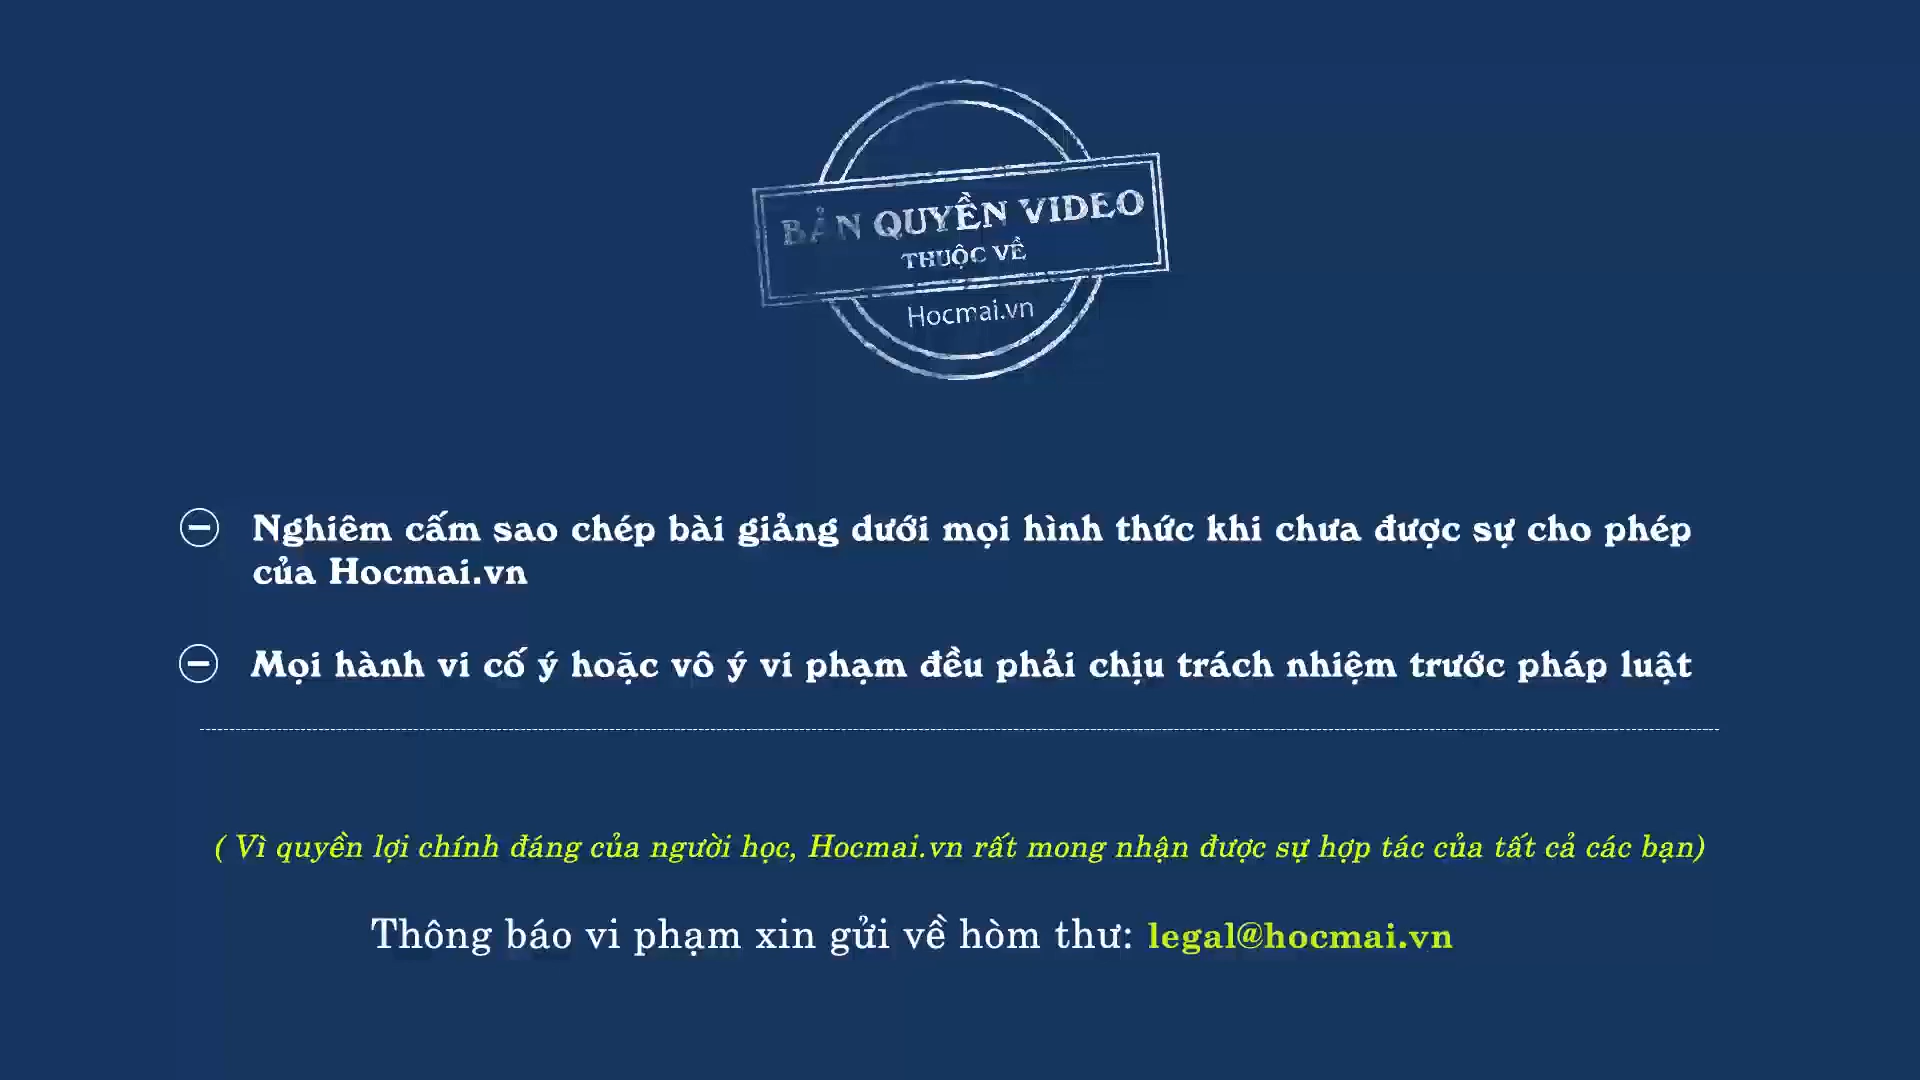 BẢN QUYỀN VIDEO
THUỘC VỀ
Hocmai.vn
Nghiêm cấm sao chép bài giảng dưới mọi hình thức khi chưa được sự cho phép
của Hocmai.vn
Mọi hành vi cố ý hoặc vô ý vi phạm đều phải chịu trách nhiệm trước pháp luật
( Vì quyền lợi chính đáng của người học, Hocmai.vn rất mong nhận được sự hợp tác của tất cả các bạn)
Thông báo vi phạm xin gửi về hòm thư: legal@hocmai.vn